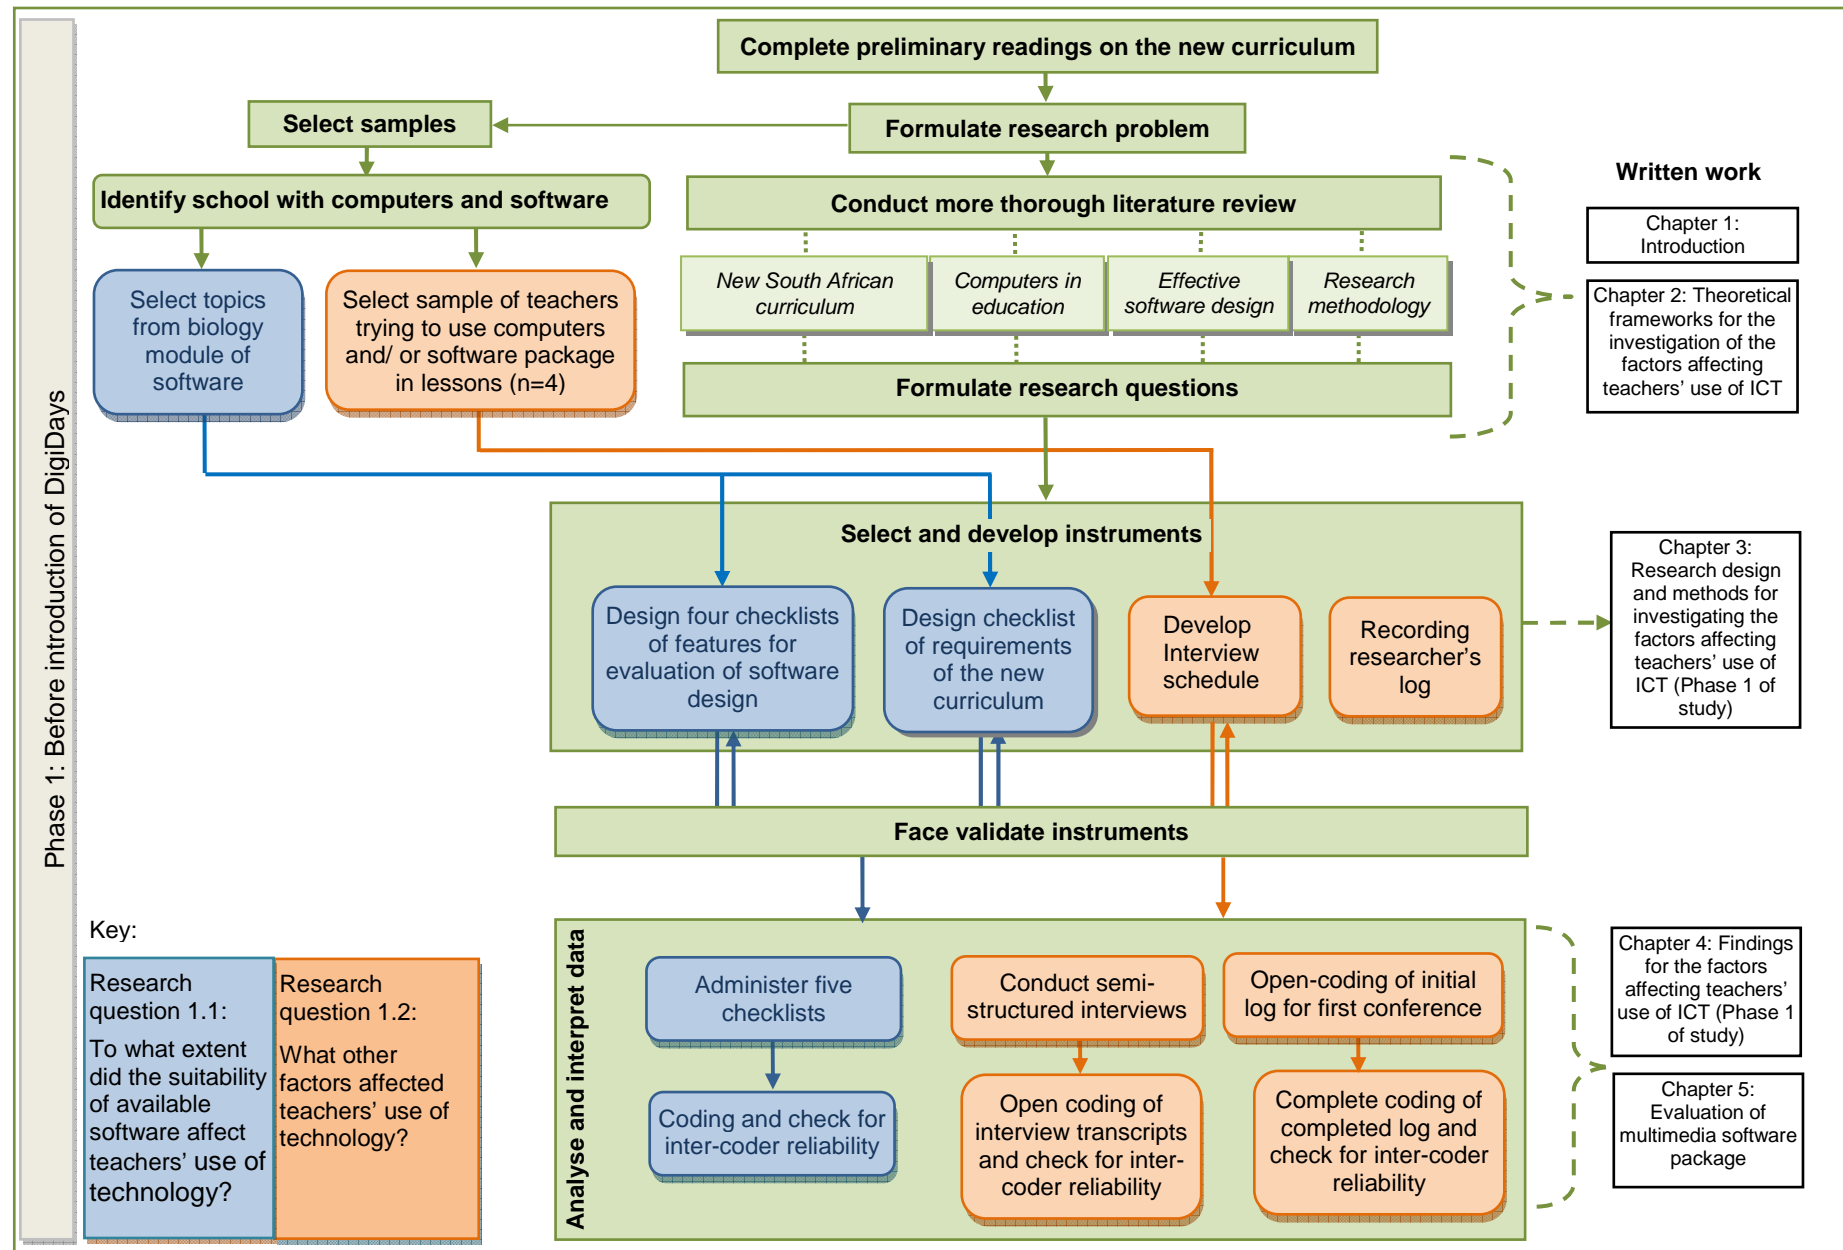 Phase 1: Before introduction of DigiDays
Complete preliminary readings on the new curriculum
Select samples
Formulate research problem
Identify school with computers and software
Conduct more thorough literature review
Written work
Chapter 1:
Introduction
New South African
curriculum
Computers in
education
Effective
software design
Research
methodology
Select topics
from biology
module of
software
Select sample of teachers
trying to use computers
and/ or software package
in lessons (n=4)
Formulate research questions
Chapter 2: Theoretical
frameworks for the
investigation of the
factors affecting
teachers' use of ICT
Select and develop instruments
Design four checklists
of features for
evaluation of software
design
Design checklist
of requirements
of the new
curriculum
Develop
Interview
schedule
Recording
researcher's
log
Chapter 3:
Research design
and methods for
investigating the
factors affecting
teachers' use of
ICT (Phase 1 of
study)
Face validate instruments
Key:
Research
question 1.1:
To what extent
did the suitability
of available
software affect
teachers' use of
technology?
Research
question 1.2:
What other
factors affected
teachers' use of
technology?
Analyse and interpret data
Administer five
checklists
Conduct semi-
structured interviews
Open-coding of initial
log for first conference
Coding and check for
inter-coder reliability
Open coding of
interview transcripts
and check for inter-
coder reliability
Complete coding of
completed log and
check for inter-coder
reliability
Chapter 4: Findings
for the factors
affecting teachers'
use of ICT (Phase 1
of study)
Chapter 5:
Evaluation of
multimedia software
package